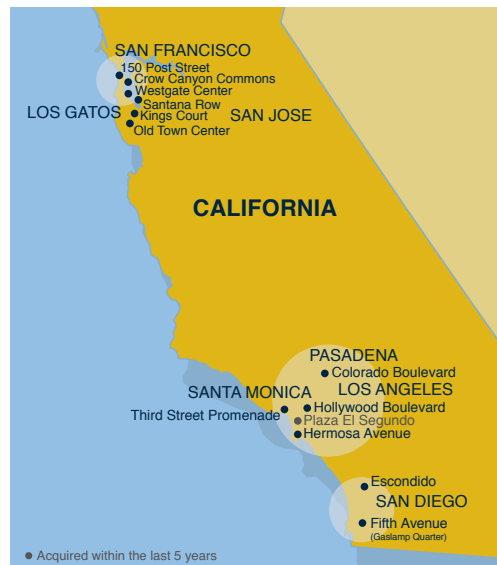 SAN FRANCISCO
150 Post Street
Crow Canyon Commons
Westgate Center
Santana Row
LOS GATOS
Kings Court
SAN JOSE
Old Town Center
CALIFORNIA
PASADENA
Colorado Boulevard
SANTA MONICA
LOS ANGELES
Hollywood Boulevard
Third Street Promenade
Plaza El Segundo
Hermosa Avenue
Escondido
SAN DIEGO
Fifth Avenue
(Gaslamp Quarter)
Acquired within the last 5 years